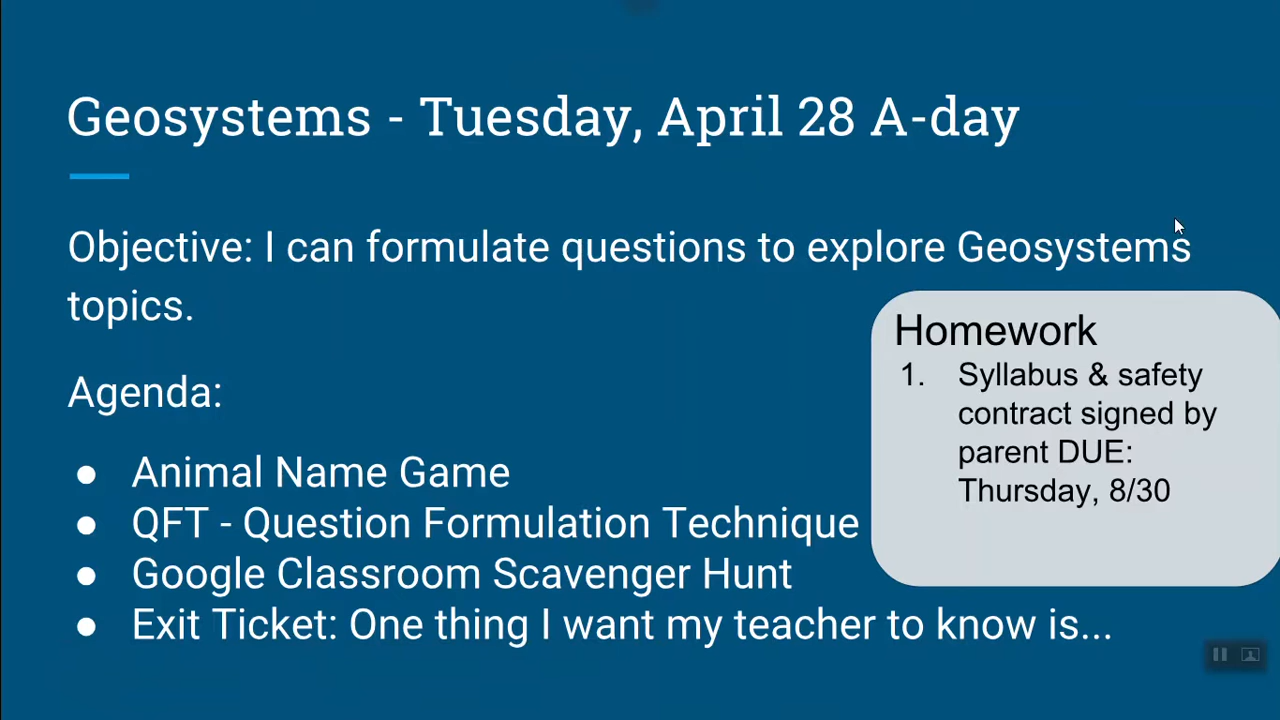 Geosystems - Tuesday, April 28 A-day
Objective: I can formulate questions to explore Geosystems
topics.
Agenda:
● Animal Name Game
● QFT - Question Formulation Technique
● Google Classroom Scavenger Hunt
● Exit Ticket: One thing I want my teacher to know is...
Homework
1. Syllabus & safety
contract signed by
parent DUE:
Thursday, 8/30